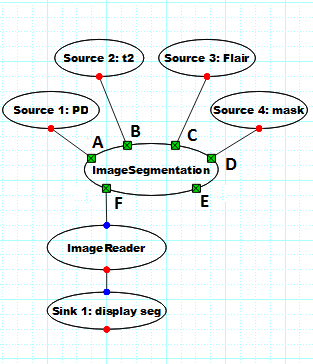 Source 2: t2
Source 3: Flair
Source 1: PD
Source 4: mask
A
B
C
D
ImageSegmentation
F
E
ImageReader
Sink 1: display seg